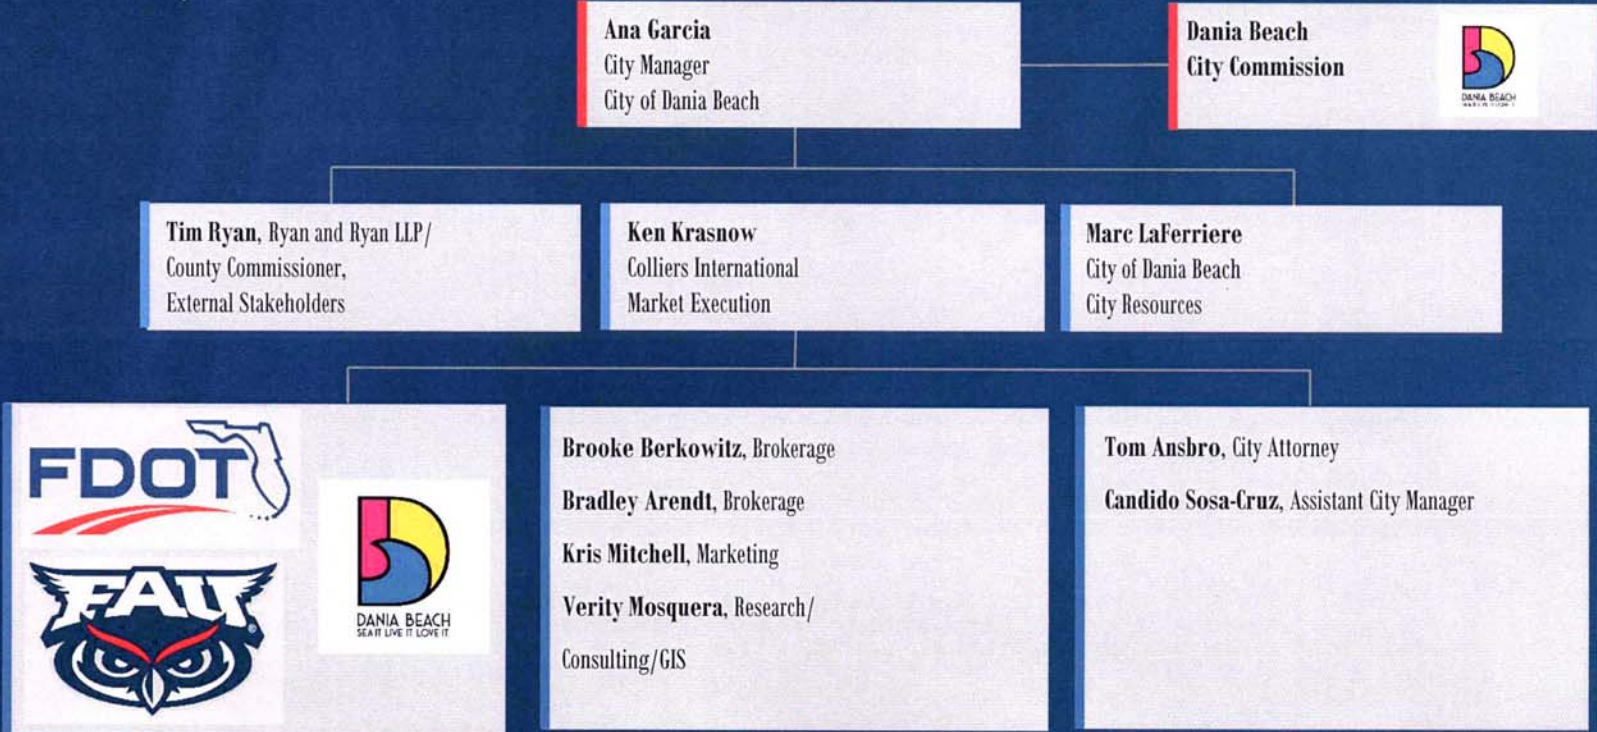 Ana Garcia
City Manager
City of Dania Beach
Dania Beach
City Commission
DANIA BEACH
Tim Ryan, Ryan and Ryan LLP/
County Commissioner,
External Stakeholders
Ken Krasnow
Colliers International
Market Execution
Marc LaFerriere
City of Dania Beach
City Resources
FDOT
FAU
DANIA BEACH
SEA IT LIVE IT LOVE IT
Brooke Berkowitz, Brokerage
Bradley Arendt, Brokerage
Kris Mitchell, Marketing
Verity Mosquera, Research/
Consulting/GIS
Tom Ansbro, City Attorney
Candido Sosa-Cruz, Assistant City Manager